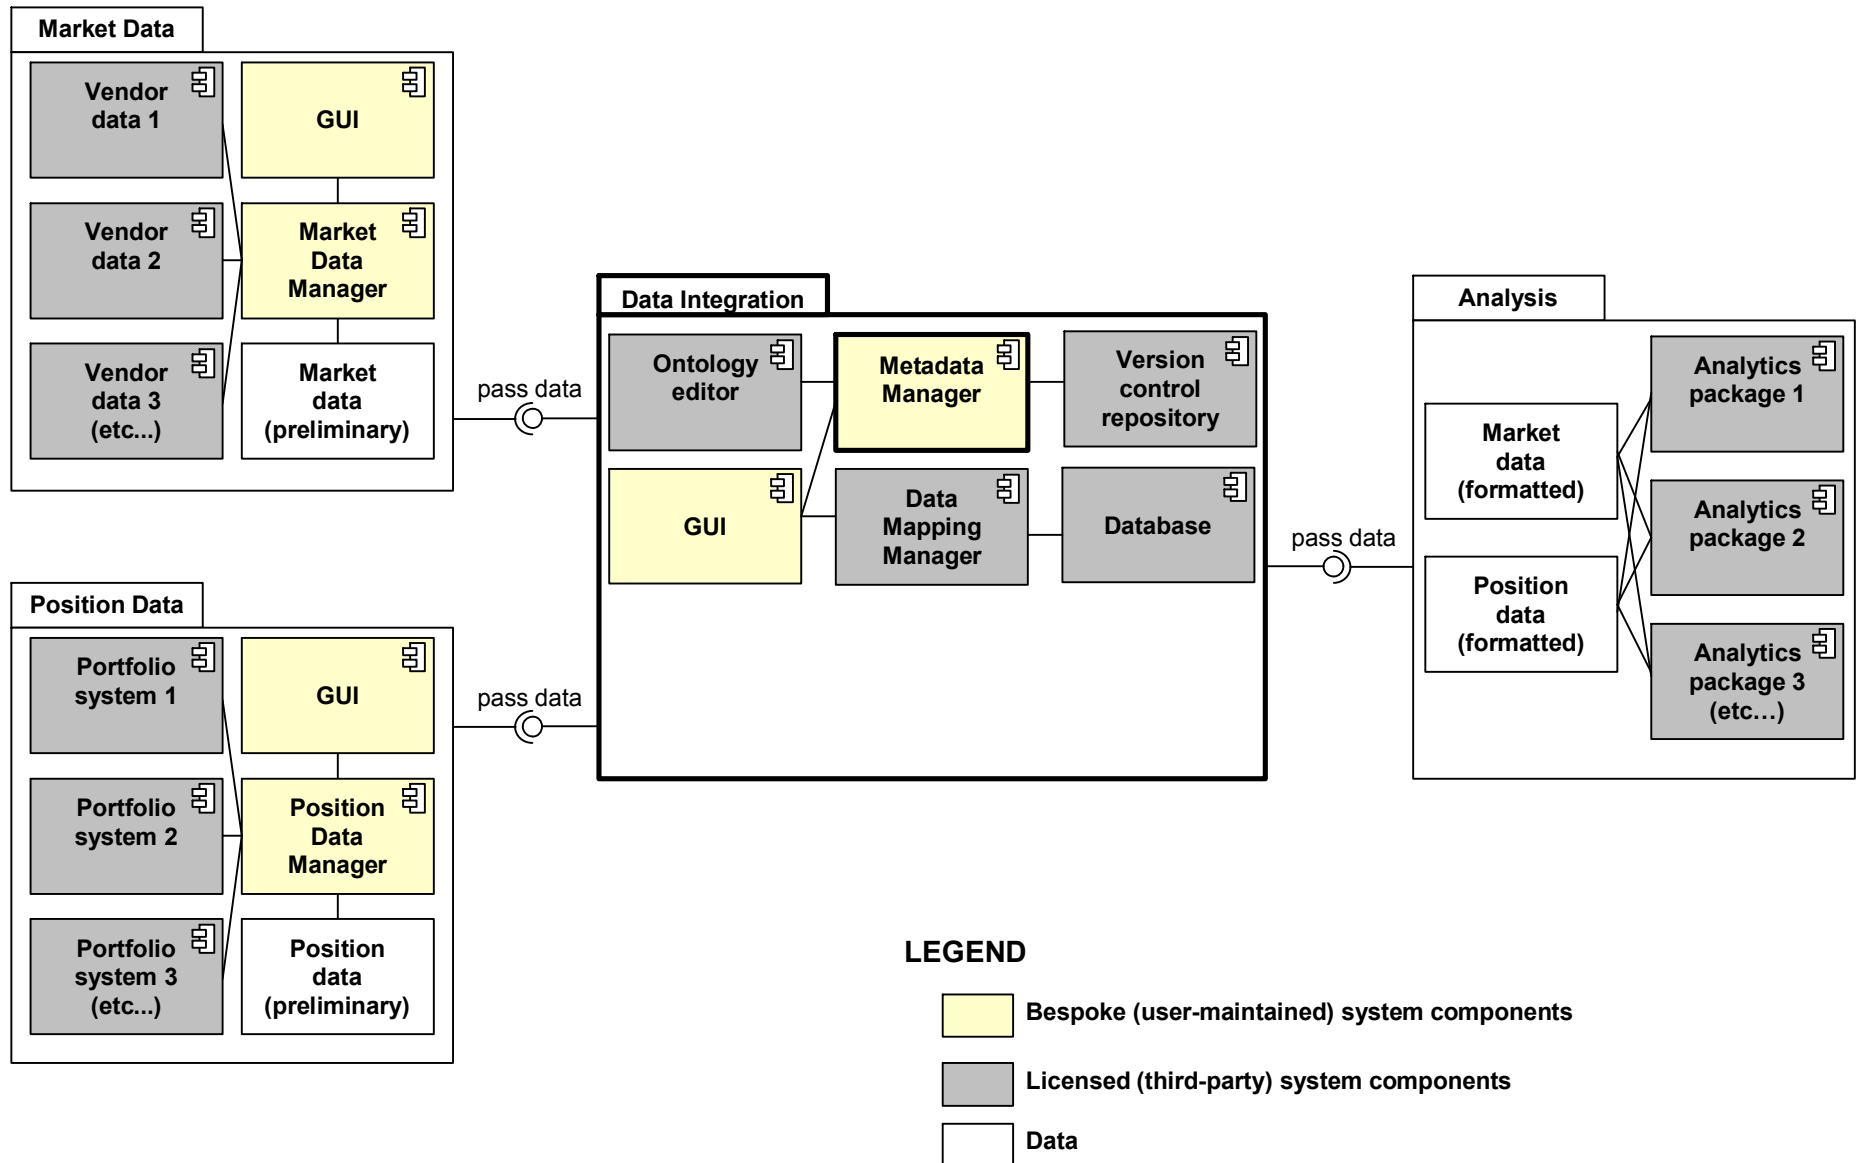 Market Data
Vendor
data 1
GUI
Vendor
data 2
Market
Data
Manager
Vendor
data 3
(etc...)
Market
data
(preliminary)
pass data
Position Data
Portfolio
system 1
GUI
Portfolio
system 2
Position
Data
Manager
Portfolio
system 3
(etc...)
Position
data
(preliminary)
pass data
Data Integration
Ontology
editor
Metadata
Manager
Version
control
repository
GUI
Data
Mapping
Manager
Database
pass data
Analysis
Market
data
(formatted)
Position
data
(formatted)
Analytics
package 1
Analytics
package 2
Analytics
package 3
(etc…)
LEGEND
Bespoke (user-maintained) system components
Licensed (third-party) system components
Data